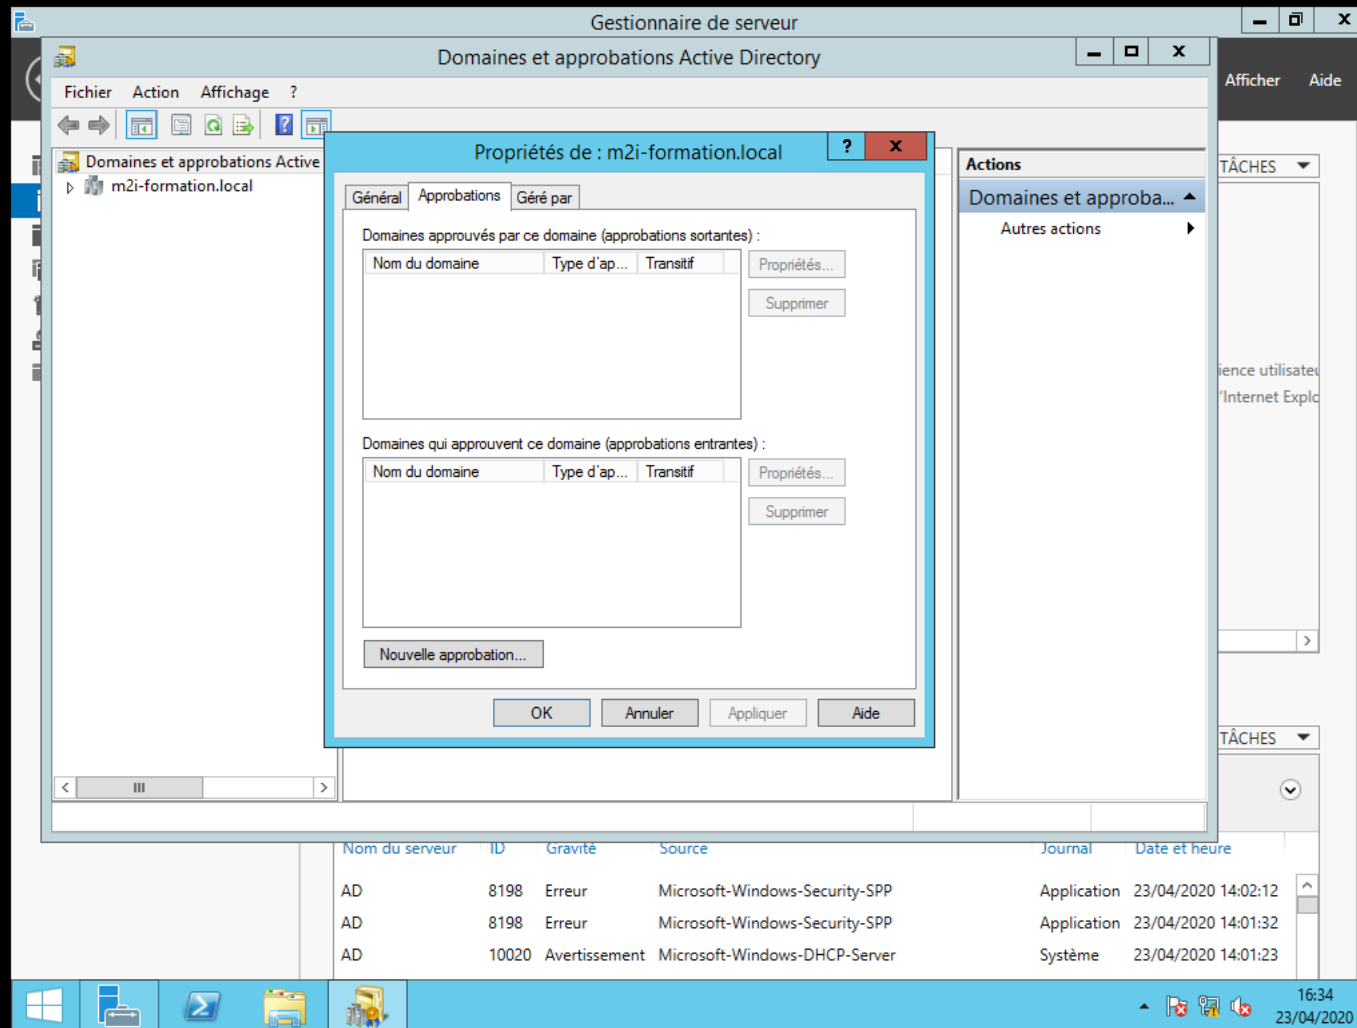 Gestionnaire de serveur
Domaines et approbations Active Directory
Afficher Aide
Fichier Action Affichage ?
Domaines et approbations Active
m2i-formation.local
Propriétés de : m2i-formation.local
? x
Général Approbations Géré par
Domaines approuvés par ce domaine (approbations sortantes) :
Nom du domaine Type d'ap... Transitif
Propriétés...
Supprimer
Domaines qui approuvent ce domaine (approbations entrantes) :
Nom du domaine Type d'ap... Transitif
Propriétés...
Supprimer
Nouvelle approbation...
OK Annuler Appliquer Aide
Actions
Domaines et approba...
Autres actions
TÂCHES
ience utilisateu
'Internet Explo
TÂCHES
Nom du serveur ID Gravité Source Journal Date et heure
AD 8198 Erreur Microsoft-Windows-Security-SPP Application 23/04/2020 14:02:12
AD 8198 Erreur Microsoft-Windows-Security-SPP Application 23/04/2020 14:01:32
AD 10020 Avertissement Microsoft-Windows-DHCP-Server Système 23/04/2020 14:01:23
16:34
23/04/2020